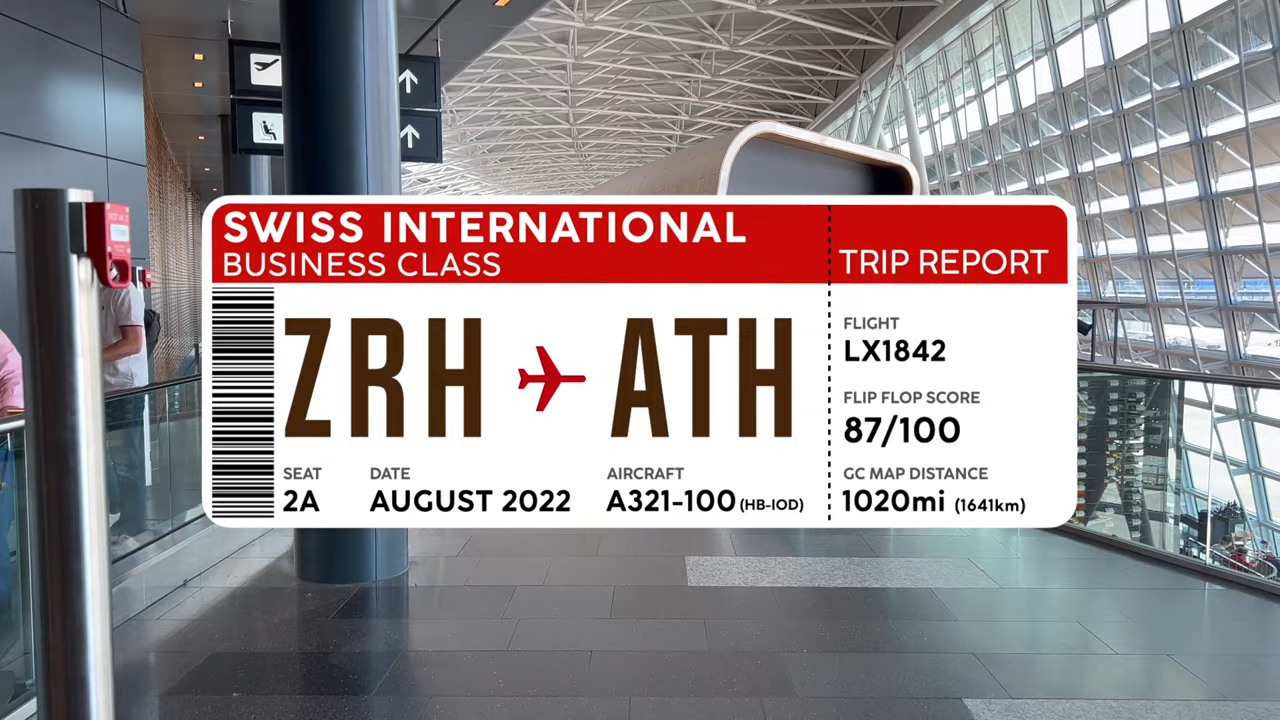 SWISS INTERNATIONAL
BUSINESS CLASS
TRIP REPORT
ZRH ATH
SEAT
2A
DATE
AUGUST 2022
AIRCRAFT
A321-100 (HB-IOD)
FLIGHT
LX1842
FLIP FLOP SCORE
87/100
GC MAP DISTANCE
1020mi (1641km)